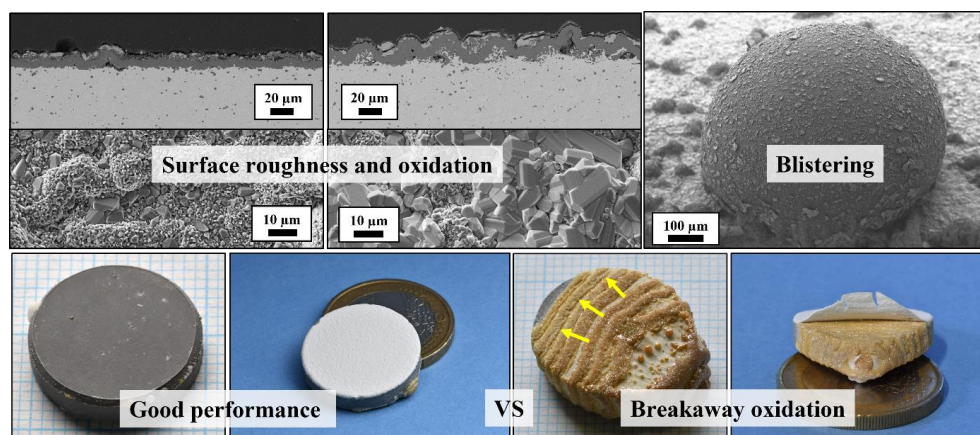 20 µm
20 µm
Surface roughness and oxidation
Blistering
10 µm
10 µm
100 µm
Good performance
VS
Breakaway oxidation